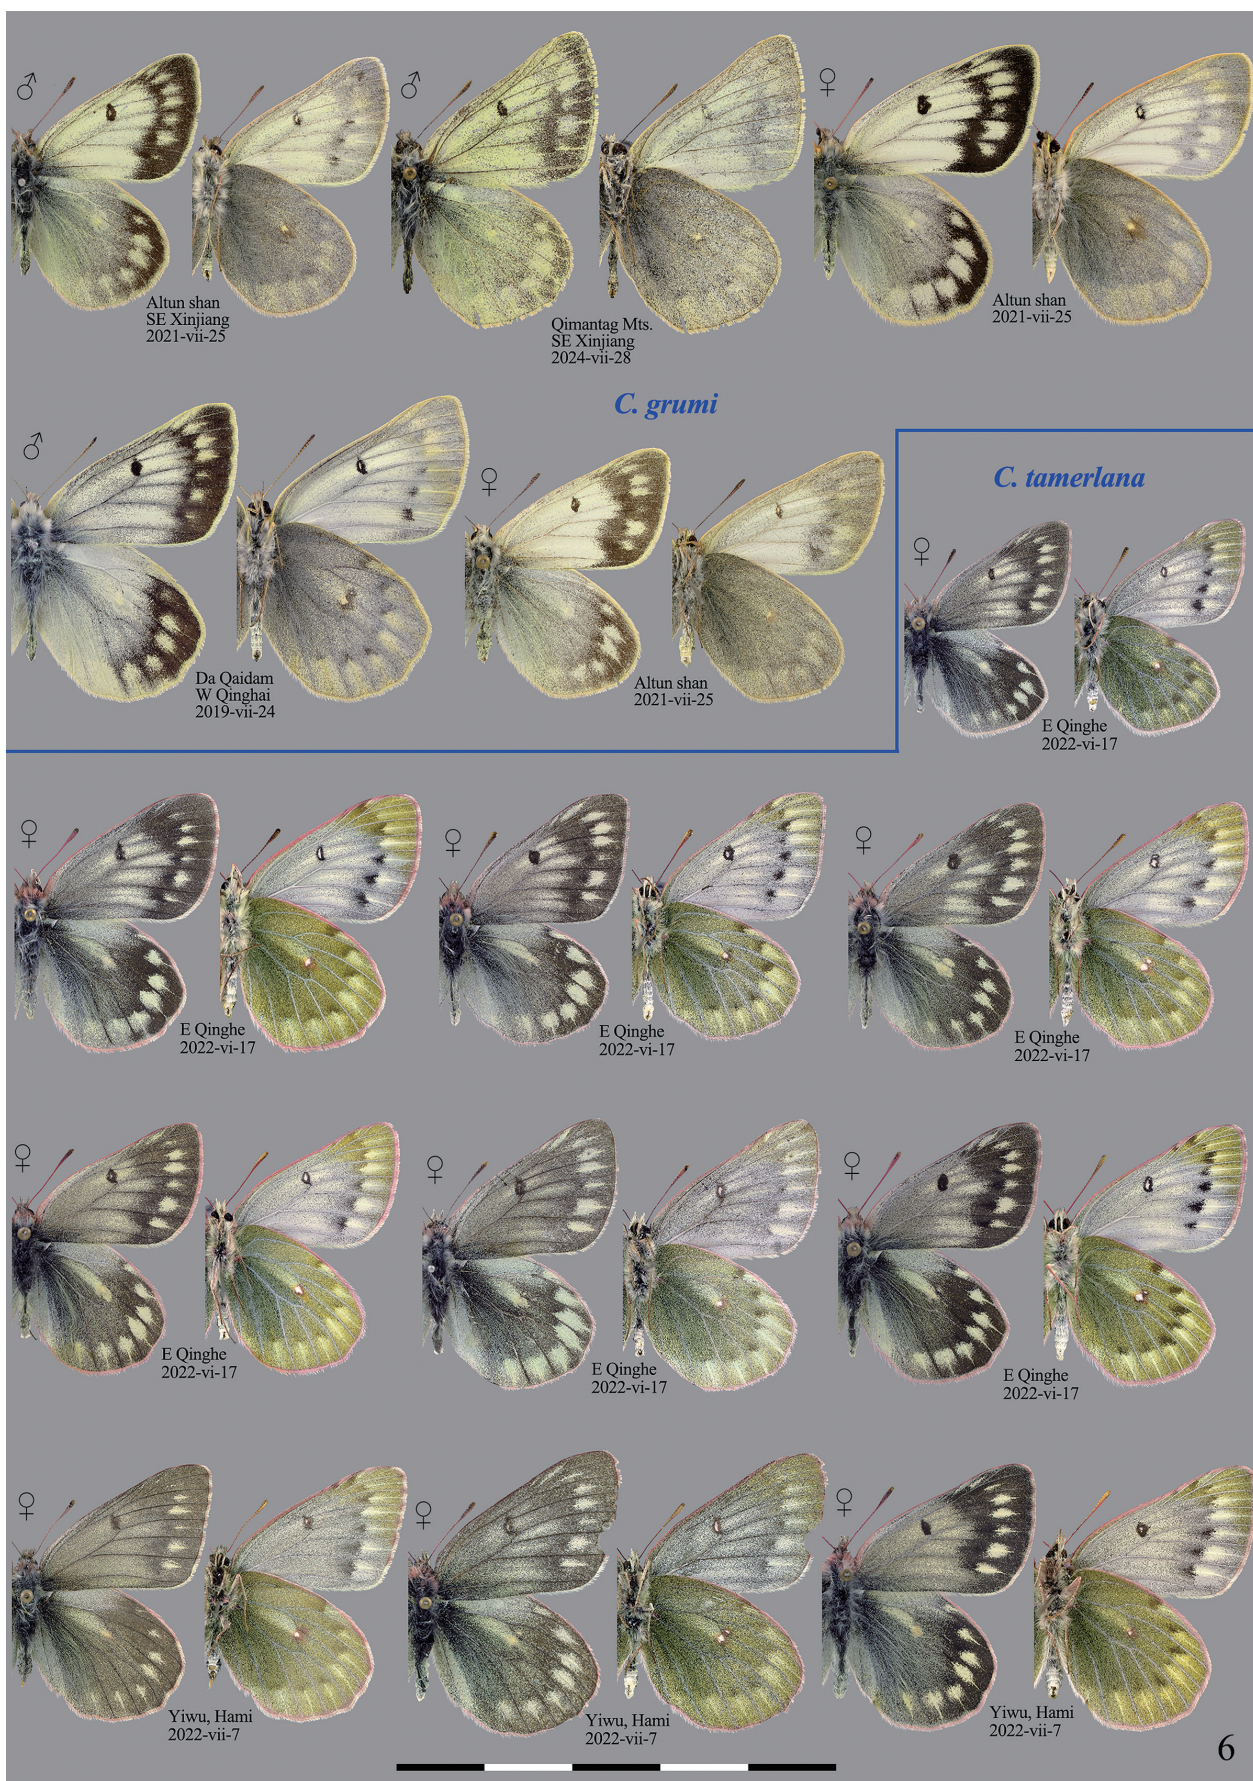 ♂
♂
♀
Altun shan
SE Xinjiang
2021-vii-25
Qimantag Mts.
SE Xinjiang
2024-vii-28
Altun shan
2021-vii-25
C. grumi
♂
♀
C. tamerlana
♀
Da Qaidam
W Qinghai
2019-vii-24
Altun shan
2021-vii-25
E Qinghe
2022-vi-17
♀
♀
♀
E Qinghe
2022-vi-17
E Qinghe
2022-vi-17
E Qinghe
2022-vi-17
♀
♀
♀
E Qinghe
2022-vi-17
E Qinghe
2022-vi-17
E Qinghe
2022-vi-17
♀
♀
♀
Yiwu, Hami
2022-vii-7
Yiwu, Hami
2022-vii-7
Yiwu, Hami
2022-vii-7
6